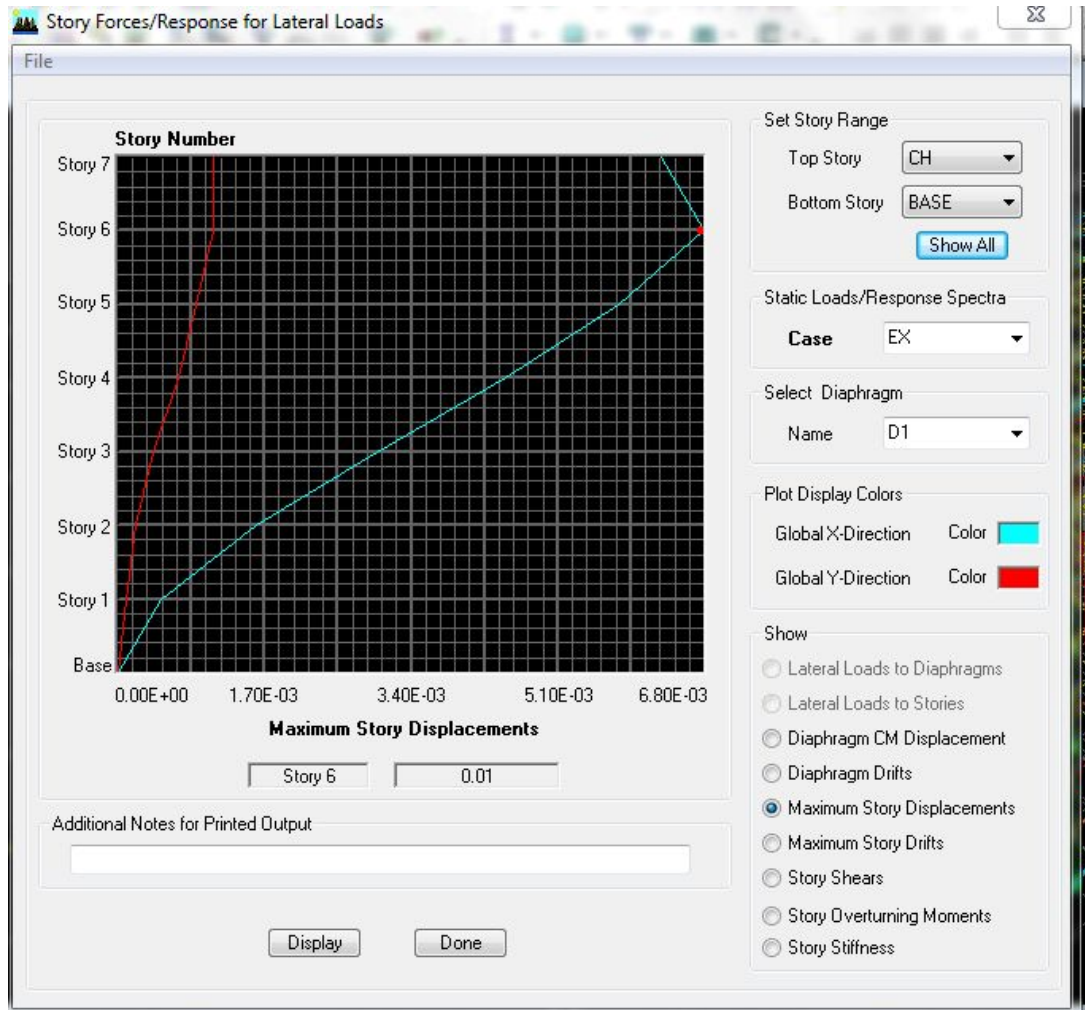 Story Forces/Response for Lateral Loads
File
Story Number
Story 7
Story 6
Story 5
Story 4
Story 3
Story 2
Story 1
Base
0.00E+00 1.70E-03 3.40E-03 5.10E-03 6.80E-03
Maximum Story Displacements
Story 6 0.01
Additional Notes for Printed Output
Display Done
Set Story Range
Top Story CH
Bottom Story BASE
Show All
Static Loads/Response Spectra
Case EX
Select Diaphragm
Name D1
Plot Display Colors
Global X-Direction Color
Global Y-Direction Color
Show
Lateral Loads to Diaphragms
Lateral Loads to Stories
Diaphragm CM Displacement
Diaphragm Drifts
Maximum Story Displacements
Maximum Story Drifts
Story Shears
Story Overturning Moments
Story Stiffness